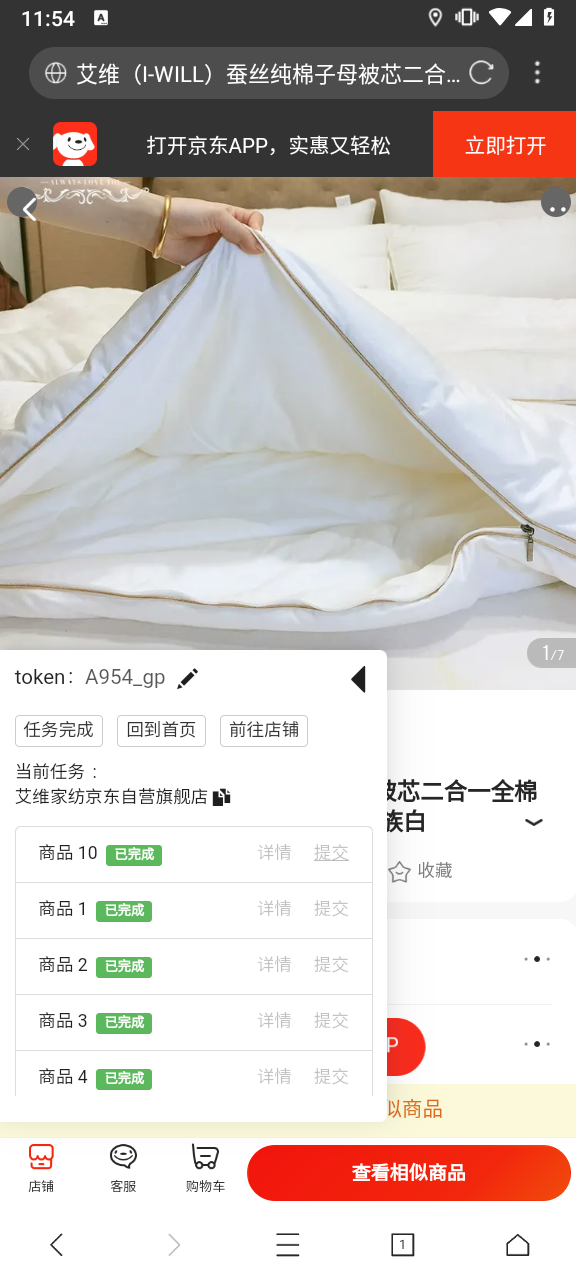 11:54
A
艾维（I-WILL）蚕丝纯棉子母被芯二合...
打开京东APP，实惠又轻松
立即打开
ALWAYS LOVE YOU
1/7
token：A954_gp
任务完成
回到首页
前往店铺
当前任务：
艾维家纺京东自营旗舰店
被芯二合一全棉
族白
收藏
商品 10 已完成 详情 提交
商品 1 已完成 详情 提交
商品 2 已完成 详情 提交
商品 3 已完成 详情 提交
P
商品 4 已完成 详情 提交
似商品
店铺
客服
购物车
查看相似商品
1